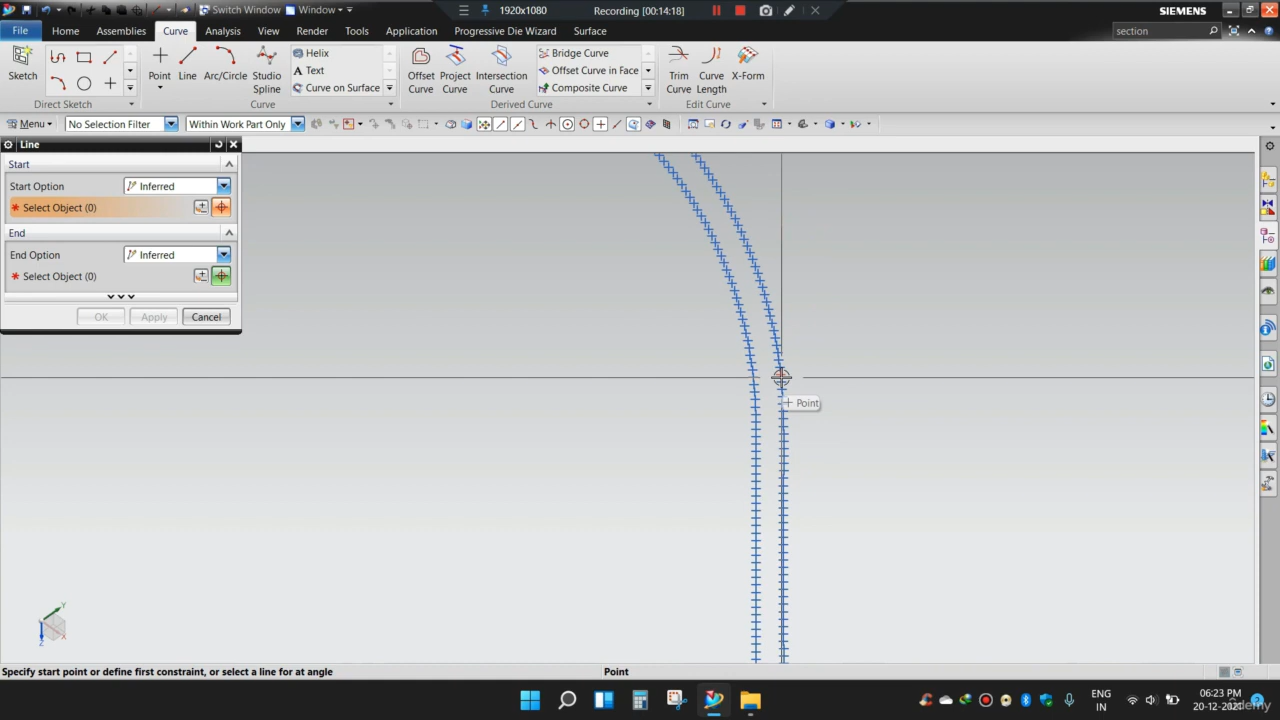 Switch Window
Window
1920x1080
Recording [00:14:18]
SIEMENS
File
Home
Assemblies
Curve
Analysis
View
Render
Tools
Application
Progressive Die Wizard
Surface
section
Sketch
Point
Line
Arc/Circle
Studio
Spline
Helix
Text
Curve on Surface
Offset
Curve
Project
Curve
Intersection
Curve
Bridge Curve
Offset Curve in Face
Composite Curve
Trim
Curve
Curve
Length
X-Form
Direct Sketch
Curve
Derived Curve
Edit Curve
Menu
No Selection Filter
Within Work Part Only
Line
Start
Start Option
Inferred
* Select Object (0)
End
End Option
Inferred
* Select Object (0)
OK
Apply
Cancel
+ Point
Specify start point or define first constraint, or select a line for at angle
Point
ENG
IN
06:23 PM
20-12-2021
ûdemy